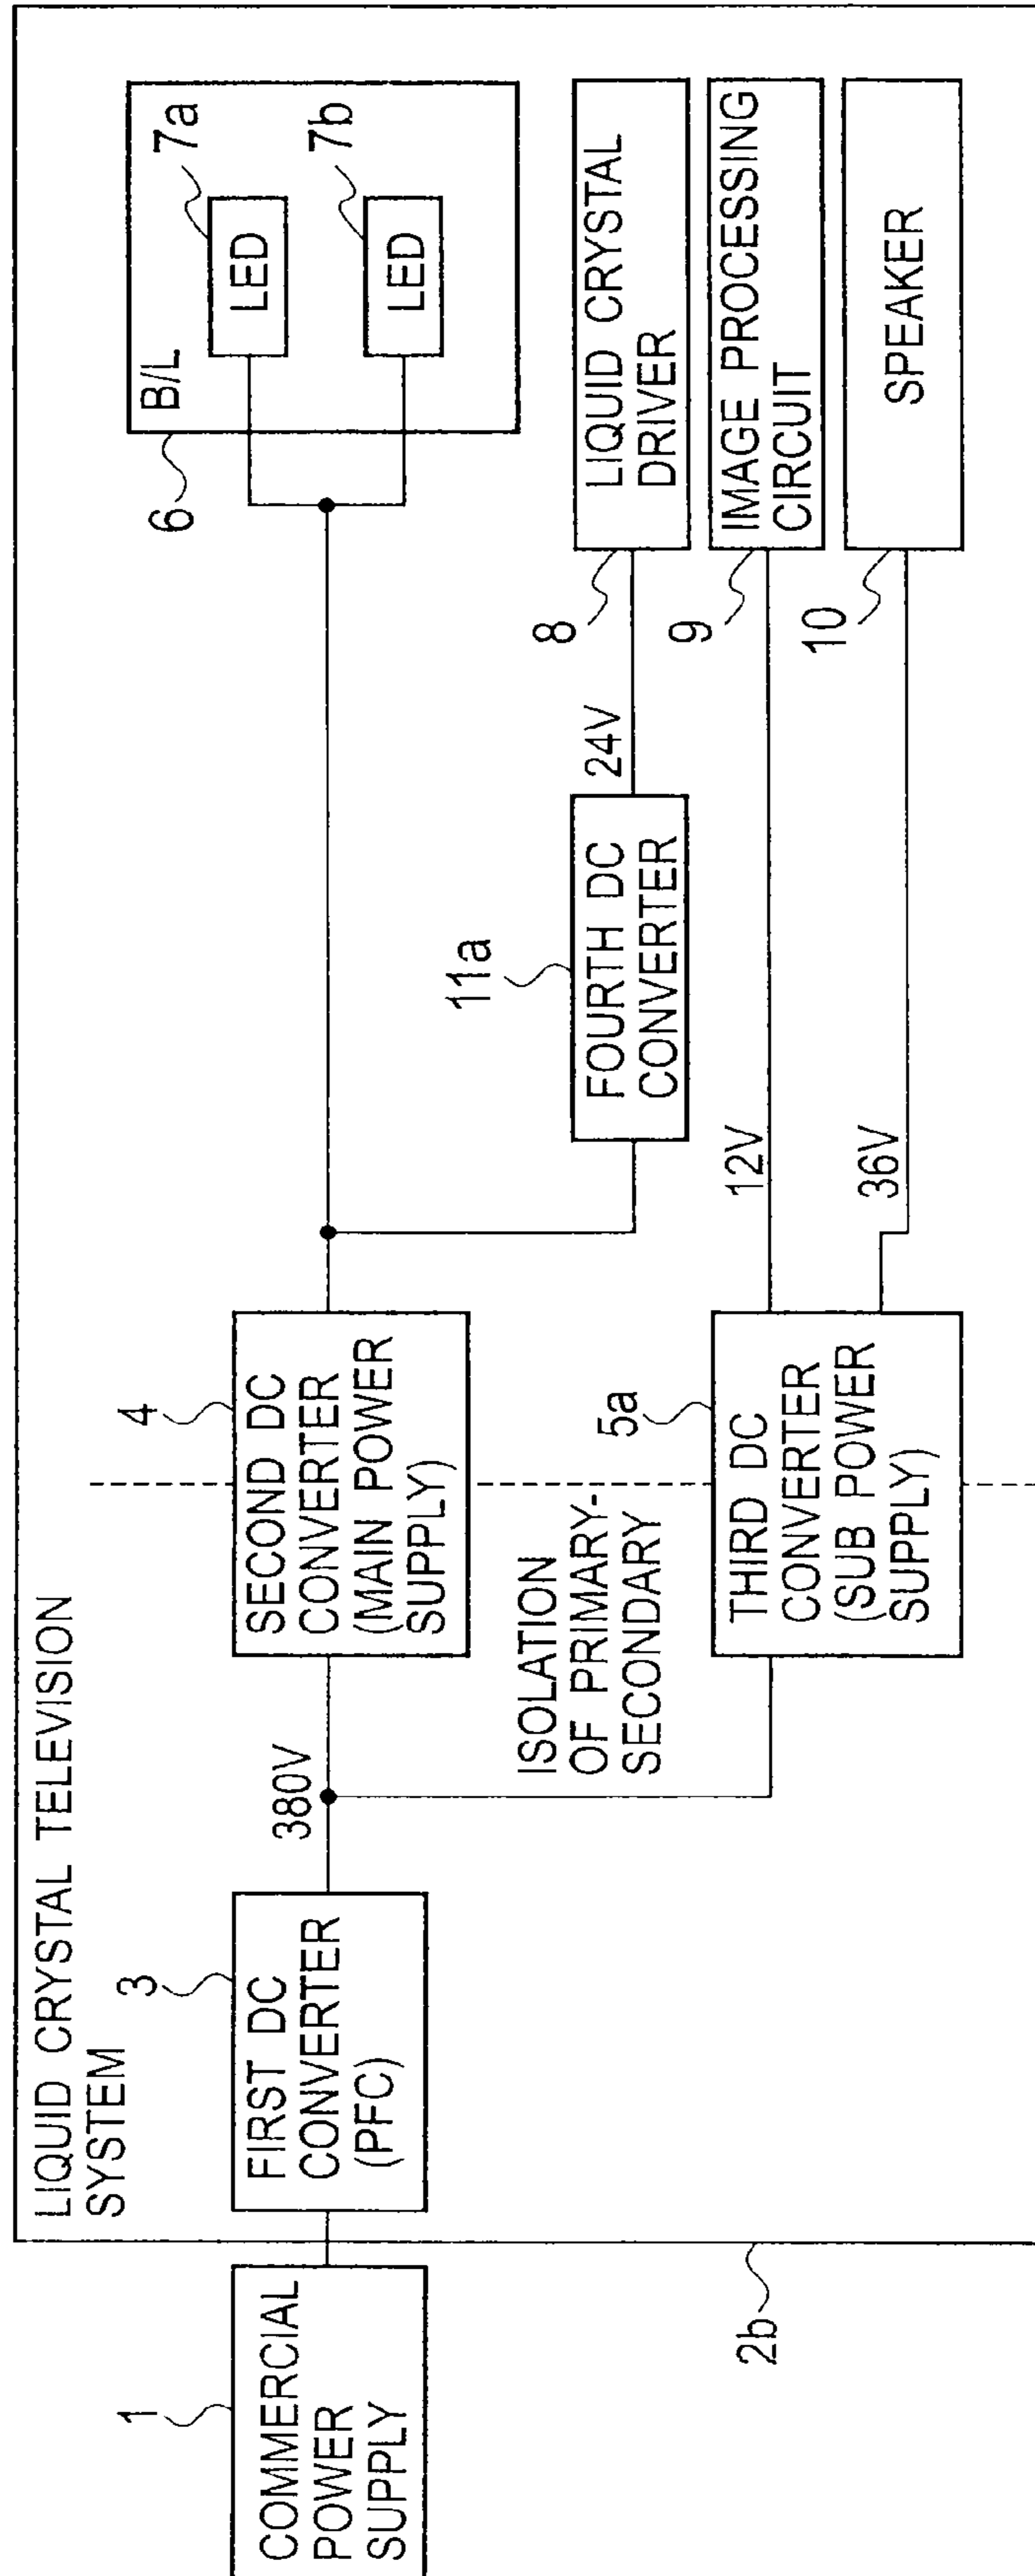 LIQUID CRYSTAL TELEVISION
SYSTEM
1
COMMERCIAL
POWER
SUPPLY
3
FIRST DC
CONVERTER
(PFC)
380V
4
SECOND DC
CONVERTER
(MAIN POWER
SUPPLY)
ISOLATION
OF PRIMARY-
SECONDARY
5a
THIRD DC
CONVERTER
(SUB POWER
SUPPLY)
12V
36V
11a
FOURTH DC
CONVERTER
24V
6
B/L
7a
LED
7b
LED
8
LIQUID CRYSTAL
DRIVER
9
IMAGE PROCESSING
CIRCUIT
10
SPEAKER
2b